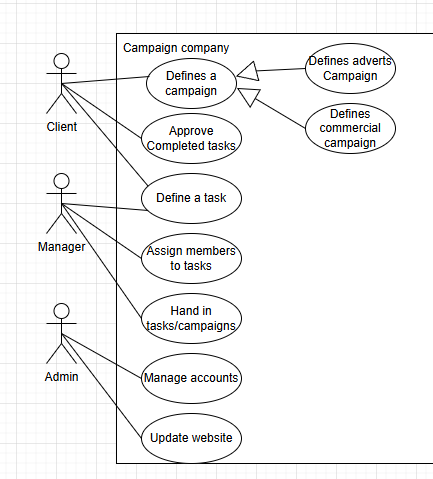 Campaign company
Defines a
campaign
Defines adverts
Campaign
Defines
commercial
campaign
Client
Approve
Completed tasks
Define a task
Manager
Assign members
to tasks
Hand in
tasks/campaigns
Admin
Manage accounts
Update website